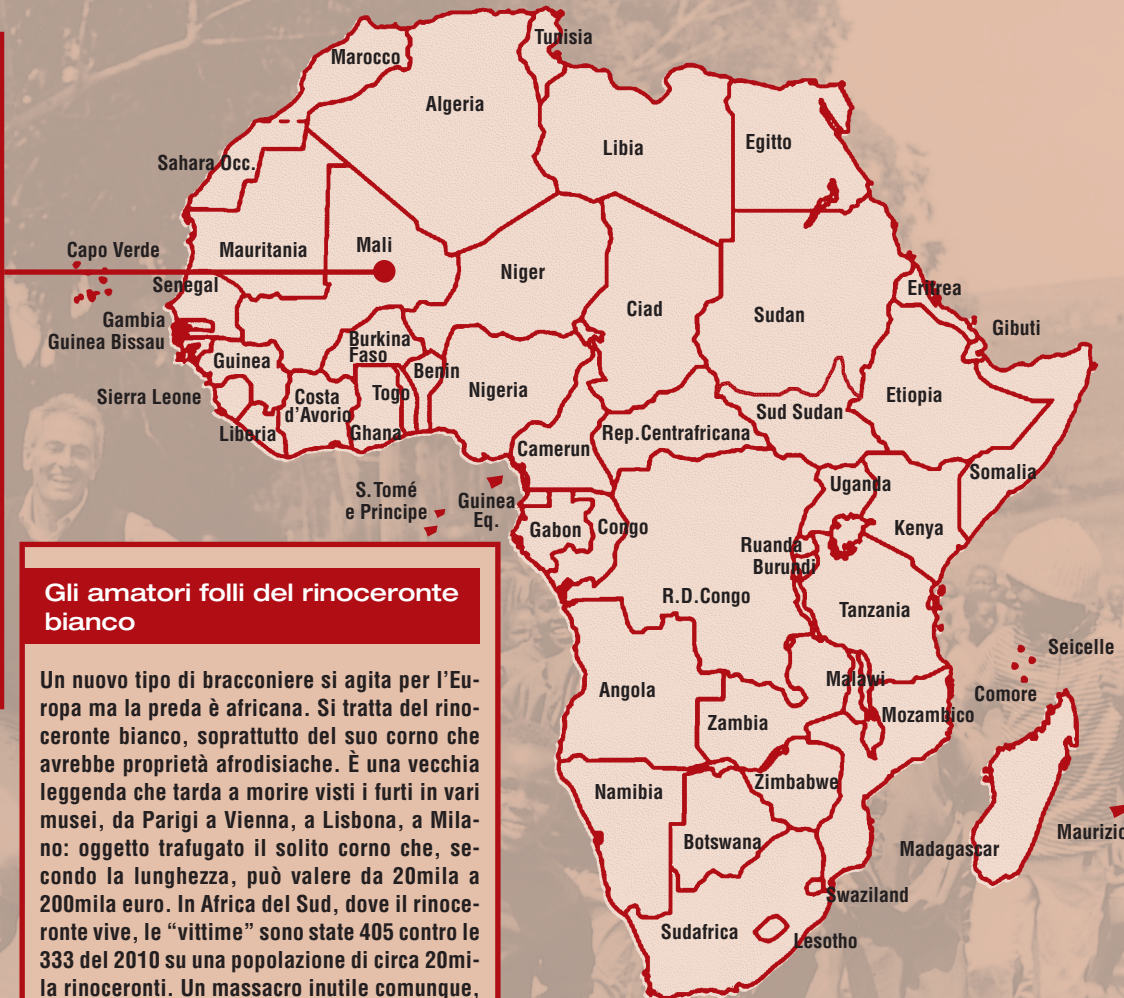 Tunisia
Marocco
Algeria
Libia
Egitto
Sahara Occ.
Capo Verde
Mauritania
Mali
Niger
Senegal
Ciad
Sudan
Eritrea
Gambia
Guinea Bissau
Gibuti
Burkina
Faso
Guinea
Benin
Nigeria
Etiopia
Sierra Leone
Costa
d'Avorio
Togo
Sud Sudan
Liberia
Ghana
Camerun
Rep.Centrafricana
Somalia
S.Tomé
e Principe
Guinea
Eq.
Uganda
Gabon
Congo
Kenya
Ruanda
Burundi
R.D.Congo
Tanzania
Seicelle
Comore
Angola
Malawi
Zambia
Mozambico
Namibia
Zimbabwe
Botswana
Madagascar
Maurizio
Swaziland
Sudafrica
Lesotho
Gli amatori folli del rinoceronte
bianco
Un nuovo tipo di bracconiere si agita per l'Eu-
ropa ma la preda è africana. Si tratta del rino-
ceronte bianco, soprattutto del suo corno che
avrebbe proprietà afrodisiache. È una vecchia
leggenda che tarda a morire visti i furti in vari
musei, da Parigi a Vienna, a Lisbona, a Mila-
no: oggetto trafugato il solito corno che, se-
condo la lunghezza, può valere da 20mila a
200mila euro. In Africa del Sud, dove il rinoce-
ronte vive, le “vittime” sono state 405 contro le
333 del 2010 su una popolazione di circa 20mi-
la rinoceronti. Un massacro inutile comunque,